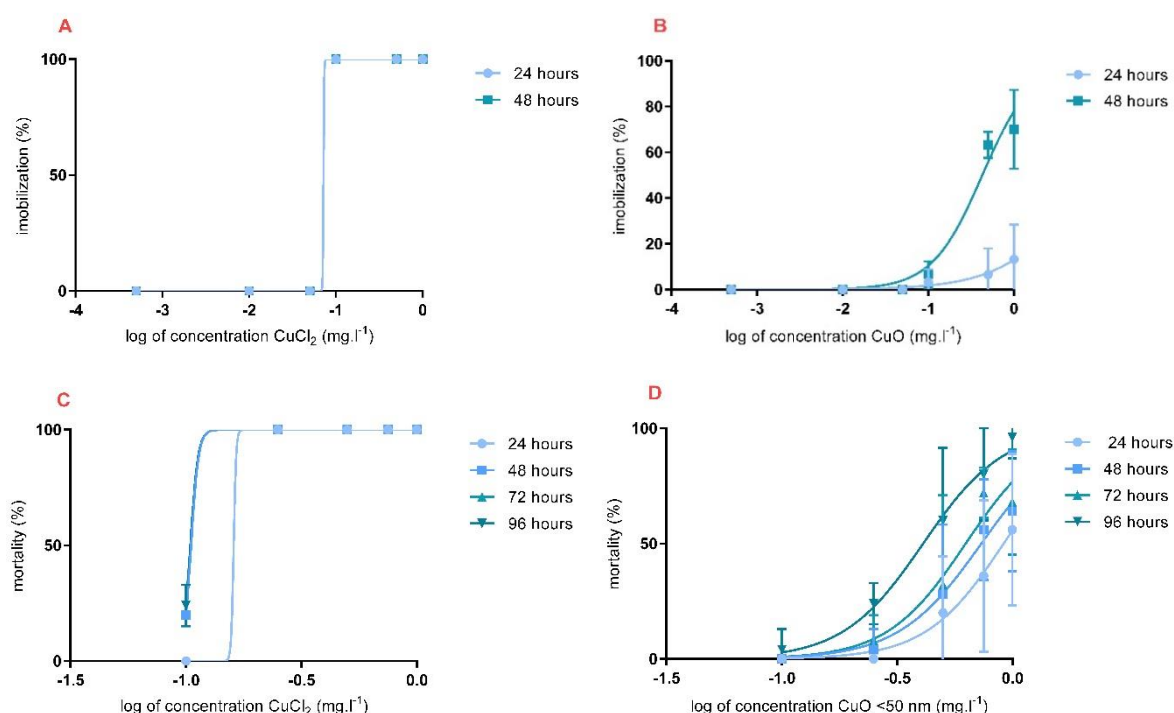 A
imobilization (%)
100
50
0
-4
-3
-2
-1
0
log of concentration CuCl₂ (mg.l⁻¹)
24 hours
48 hours
B
imobilization (%)
100
80
60
40
20
0
-4
-3
-2
-1
0
log of concentration CuO (mg.l⁻¹)
24 hours
48 hours
C
mortality (%)
100
50
0
-1.5
-1.0
-0.5
0.0
log of concentration CuCl₂ (mg.l⁻¹)
24 hours
48 hours
72 hours
96 hours
D
mortality (%)
100
50
0
-1.5
-1.0
-0.5
0.0
log of concentration CuO <50 nm (mg.l⁻¹)
24 hours
48 hours
72 hours
96 hours